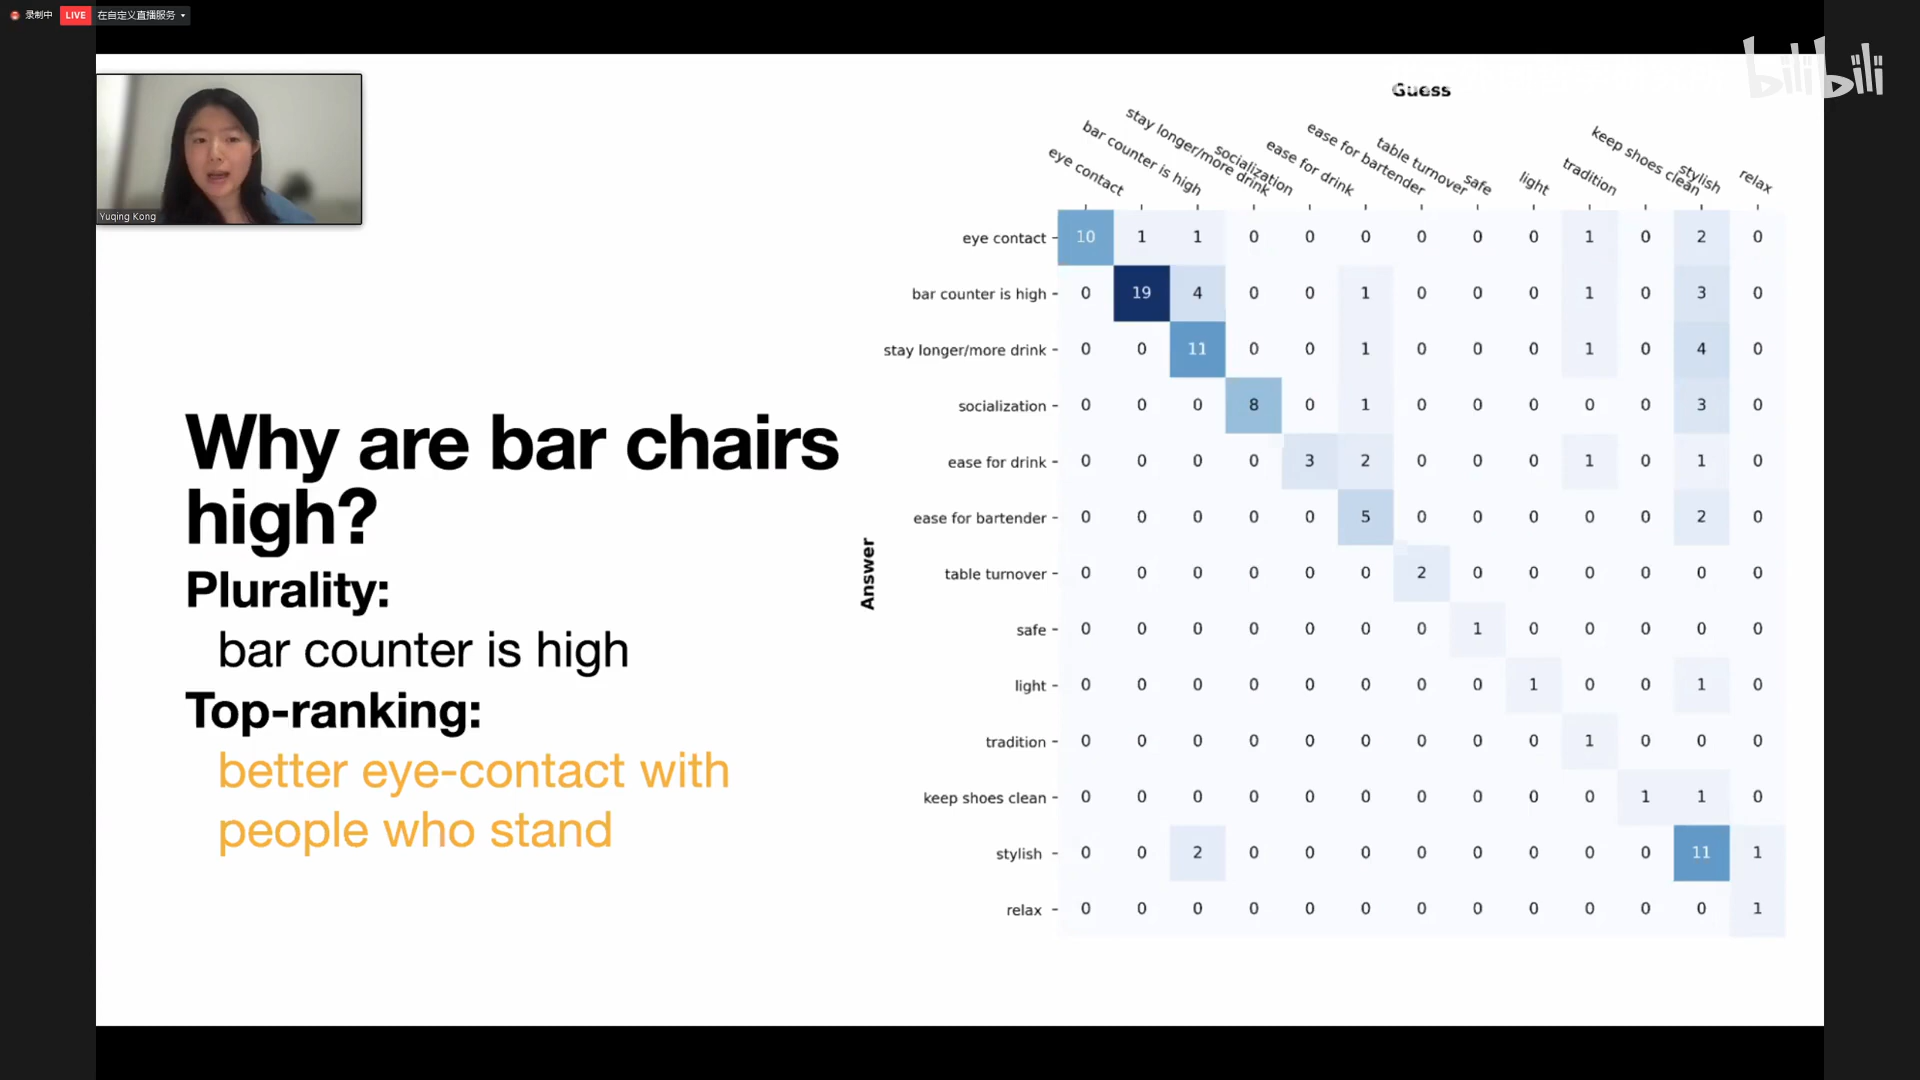 录制中 LIVE 在自定义直播服务
bilibili
Yuqing Kong
Why are bar chairs
high?
Plurality:
bar counter is high
Top-ranking:
better eye-contact with
people who stand
Guess
eye contact
bar counter is high
stay longer/more drink
socialization
ease for drink
ease for bartender
table turnover
safe
light
tradition
keep shoes clean
stylish
relax
Answer
eye contact 10 1 1 0 0 0 0 0 0 1 0 2 0
bar counter is high 0 19 4 0 0 1 0 0 0 1 0 3 0
stay longer/more drink 0 0 11 0 0 1 0 0 0 1 0 4 0
socialization 0 0 0 8 0 1 0 0 0 0 0 3 0
ease for drink 0 0 0 0 3 2 0 0 0 1 0 1 0
ease for bartender 0 0 0 0 0 5 0 0 0 0 0 2 0
table turnover 0 0 0 0 0 0 2 0 0 0 0 0 0
safe 0 0 0 0 0 0 0 1 0 0 0 0 0
light 0 0 0 0 0 0 0 0 1 0 0 1 0
tradition 0 0 0 0 0 0 0 0 0 1 0 0 0
keep shoes clean 0 0 0 0 0 0 0 0 0 0 1 1 0
stylish 0 0 2 0 0 0 0 0 0 0 0 11 1
relax 0 0 0 0 0 0 0 0 0 0 0 0 1